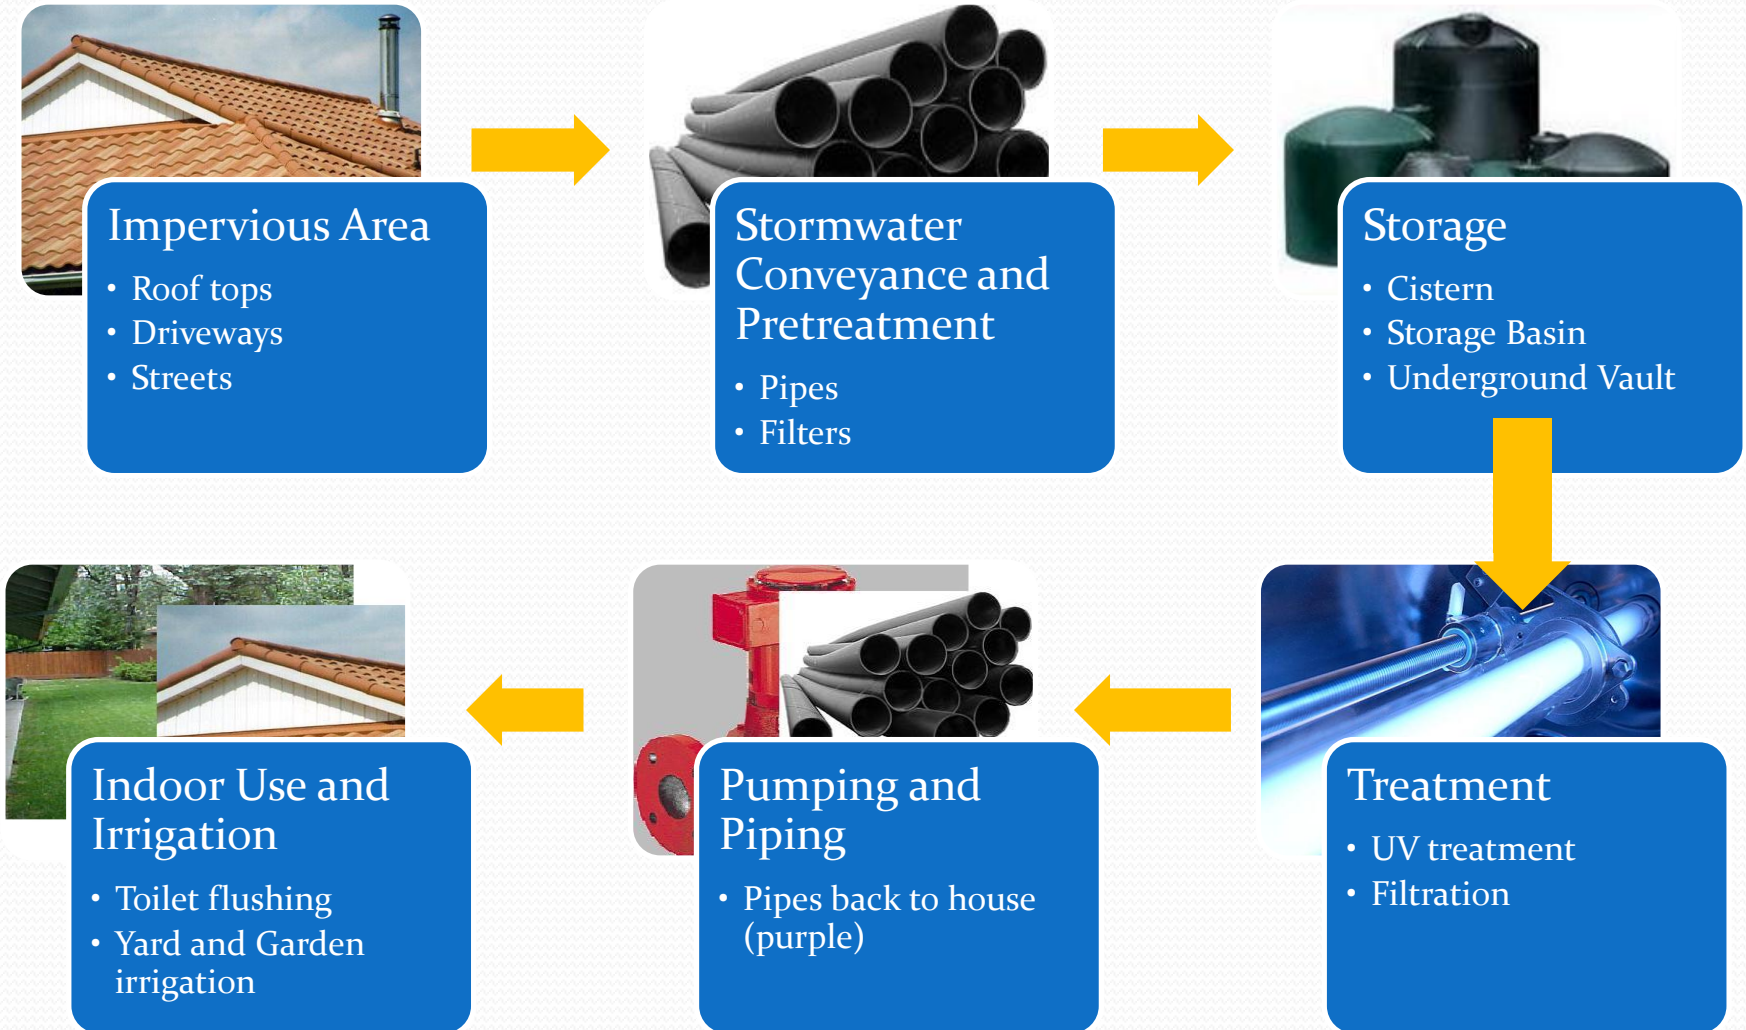 Impervious Area
• Roof tops
• Driveways
• Streets
Stormwater
Conveyance and
Pretreatment
• Pipes
• Filters
Storage
• Cistern
• Storage Basin
• Underground Vault
Treatment
• UV treatment
• Filtration
Pumping and
Piping
• Pipes back to house
(purple)
Indoor Use and
Irrigation
• Toilet flushing
• Yard and Garden
irrigation